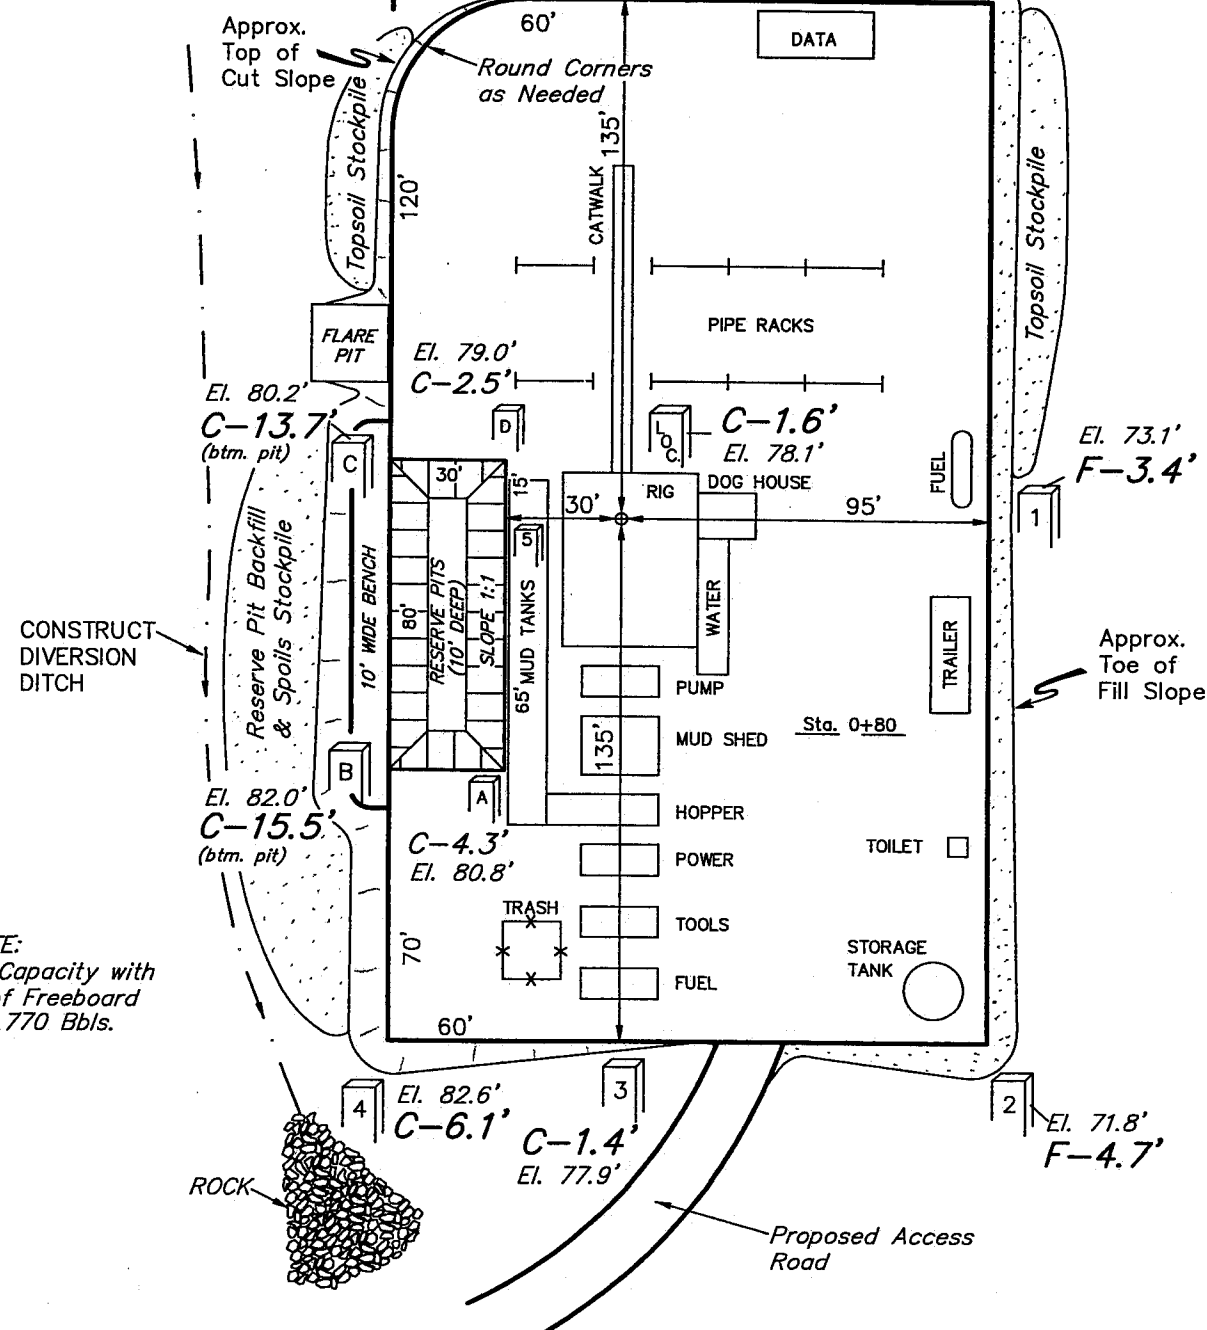 Approx.
Top of
Cut Slope
60'
DATA
Round Corners
as Needed
135'
Topsoil Stockpile
120'
CATWALK
Topsoil Stockpile
PIPE RACKS
FLARE
PIT
El. 79.0'
C-2.5'
El. 80.2'
C-13.7'
(btm. pit)
C
D
LOC.
C-1.6'
El. 78.1'
El. 73.1'
F-3.4'
1
FUEL
30'
15'
RIG
DOG HOUSE
30'
95'
5
Reserve Pit Backfill
& Spoils Stockpile
10' WIDE BENCH
80'
RESERVE PITS
(10' DEEP)
SLOPE 1:1
65' MUD TANKS
WATER
TRAILER
CONSTRUCT
DIVERSION
DITCH
Approx.
Toe of
Fill Slope
PUMP
135'
MUD SHED
Sta. 0+80
B
El. 82.0'
C-15.5'
(btm. pit)
A
C-4.3'
El. 80.8'
HOPPER
POWER
TOILET
TRASH
TOOLS
70'
STORAGE
TANK
FUEL
E:
Capacity with
f Freeboard
770 Bbls.
60'
4
El. 82.6'
C-6.1'
3
C-1.4'
El. 77.9'
2
El. 71.8'
F-4.7'
ROCK
Proposed Access
Road